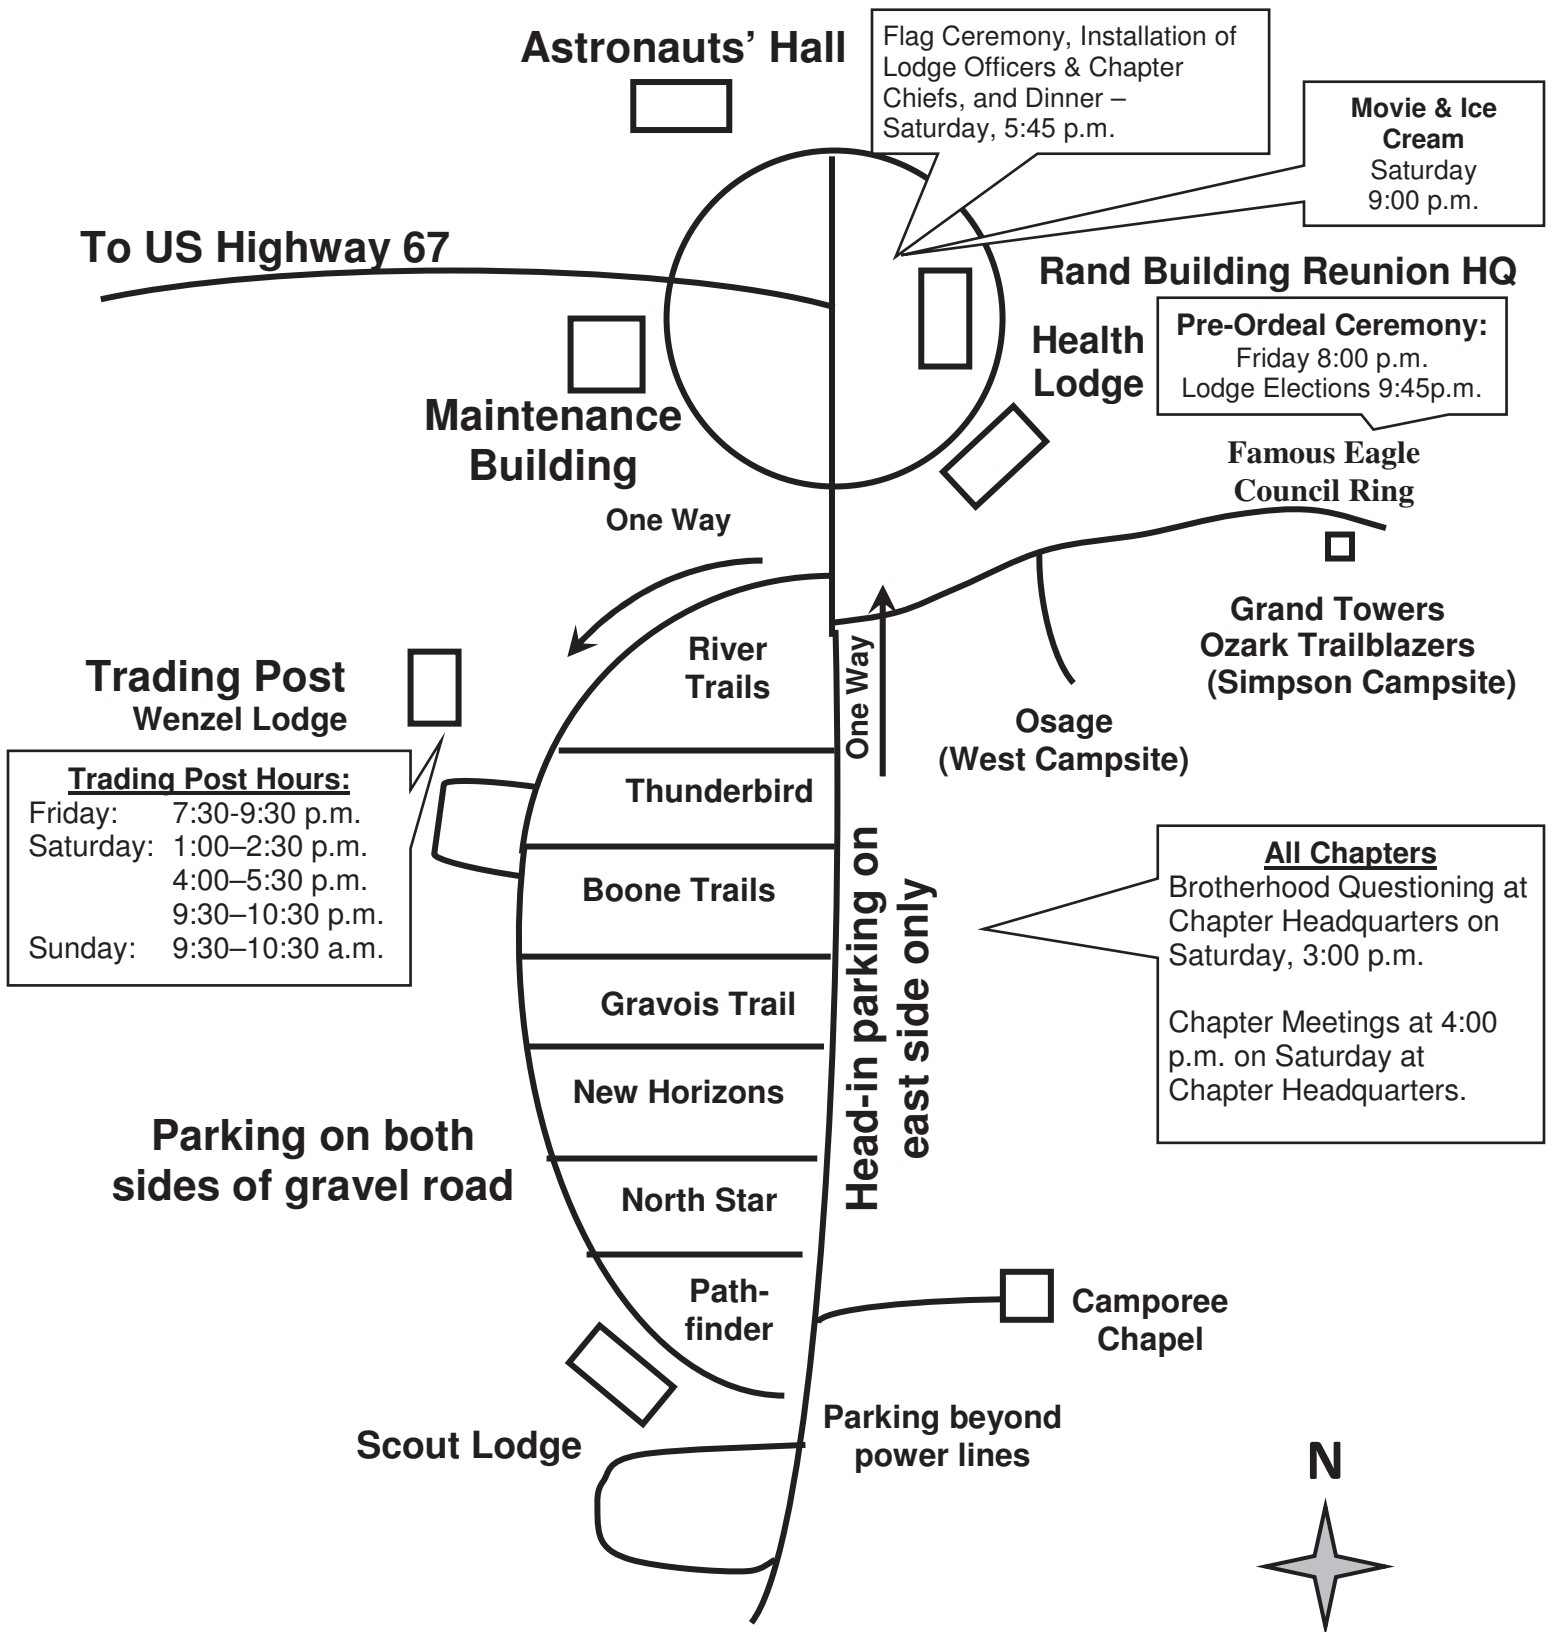 Astronauts’ Hall
Flag Ceremony, Installation of
Lodge Officers & Chapter
Chiefs, and Dinner –
Saturday, 5:45 p.m.
Movie & Ice
Cream
Saturday
9:00 p.m.
To US Highway 67
Rand Building Reunion HQ
Health
Lodge
Pre-Ordeal Ceremony:
Friday 8:00 p.m.
Lodge Elections 9:45p.m.
Maintenance
Building
Famous Eagle
Council Ring
One Way
Grand Towers
Ozark Trailblazers
(Simpson Campsite)
River
Trails
One Way
Osage
(West Campsite)
Trading Post
Wenzel Lodge
Trading Post Hours:
Friday: 7:30-9:30 p.m.
Saturday: 1:00–2:30 p.m.
4:00–5:30 p.m.
9:30–10:30 p.m.
Sunday: 9:30–10:30 a.m.
Thunderbird
Boone Trails
Gravois Trail
New Horizons
North Star
Path-
finder
Head-in parking on
east side only
All Chapters
Brotherhood Questioning at
Chapter Headquarters on
Saturday, 3:00 p.m.
Chapter Meetings at 4:00
p.m. on Saturday at
Chapter Headquarters.
Parking on both
sides of gravel road
Camporee
Chapel
Scout Lodge
Parking beyond
power lines
N